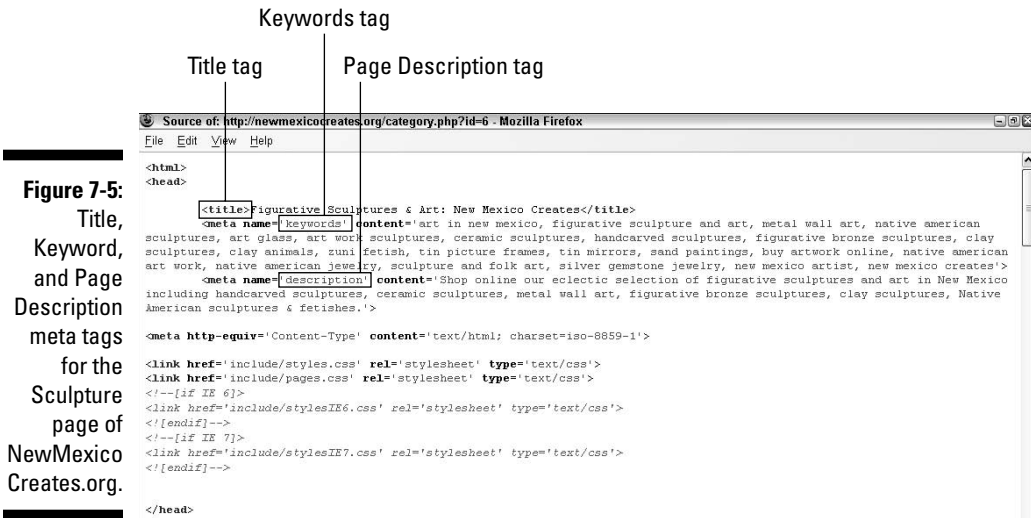 Keywords tag
Title tag
Page Description tag
Source of: http://newmexicocreates.org/category.php?id=6 - Mozilla Firefox
File Edit View Help
<html>
<head>
<title>Figurative Sculptures & Art: New Mexico Creates</title>
<meta name='keywords' content='art in new mexico, figurative sculpture and art, metal wall art, native american
sculptures, art glass, art work sculptures, ceramic sculptures, handcarved sculptures, figurative bronze sculptures, clay
sculptures, clay animals, zuni fetish, tin picture frames, tin mirrors, sand paintings, buy artwork online, native american
art work, native american jewelry, sculpture and folk art, silver gemstone jewelry, new mexico artist, new mexico creates'>
<meta name='description' content='Shop online our eclectic selection of figurative sculptures and art in New Mexico
including handcarved sculptures, ceramic sculptures, metal wall art, figurative bronze sculptures, clay sculptures, Native
American sculptures & fetishes.'>
<meta http-equiv='Content-Type' content='text/html; charset=iso-8859-1'>
<link href='include/styles.css' rel='stylesheet' type='text/css'>
<link href='include/pages.css' rel='stylesheet' type='text/css'>
<!--[if IE 6]>
<link href='include/stylesIE6.css' rel='stylesheet' type='text/css'>
<![endif]-->
<!--[if IE 7]>
<link href='include/stylesIE7.css' rel='stylesheet' type='text/css'>
<![endif]-->
</head>
Figure 7-5:
Title,
Keyword,
and Page
Description
meta tags
for the
Sculpture
page of
NewMexico
Creates.org.